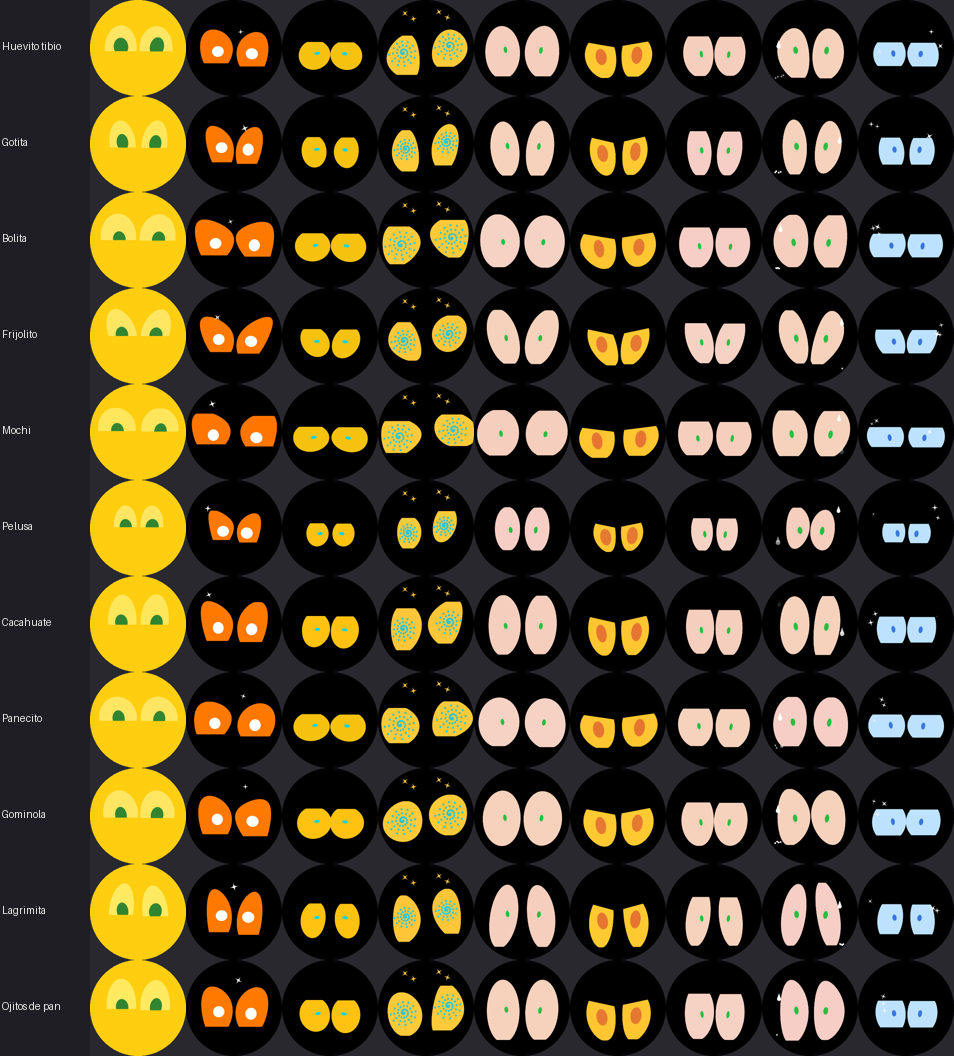 Huevito tibio
Gotita
Bolita
Frijolito
Mochi
Pelusa
Cacahuate
Panecito
Gominola
Lagrimita
Ojitos de pan